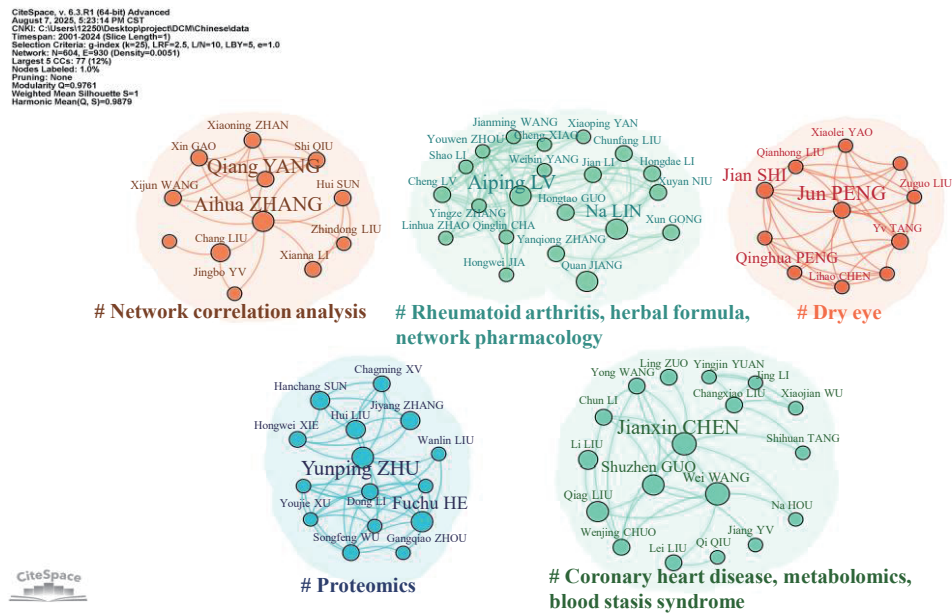 CiteSpace, v. 6.3.R1 (64-bit) Advanced
August 7, 2025, 5:23:14 PM CST
CNKI: C:\Users\12250\Desktop\project\DCM\Chinese\data
Timespan: 2001-2024 (Slice Length=1)
Selection Criteria: g-index (k=25), LRF=2.5, L/N=10, LBY=5, e=1.0
Network: N=604, E=930 (Density=0.0051)
Largest 5 CCs: 77 (12%)
Nodes Labeled: 1.0%
Pruning: None
Modularity Q=0.9761
Weighted Mean Silhouette S=1
Harmonic Mean(Q, S)=0.9879
Xiaoning ZHAN
Xin GAO
Shi QIU
Qiang YANG
Xijun WANG
Hui SUN
Aihua ZHANG
Zhindong LIU
Chang LIU
Xianna LI
Jingbo YV
# Network correlation analysis
Jianming WANG
Xiaoping YAN
Youwen ZHOU
Cheng XIAO
Chunfang LIU
Shao LI
Weibin YANG
Jian LI
Hongdae LI
Aiping LV
Cheng LV
Xuyan NIU
Yingze ZHANG
Hongtao GUO
Na LIN
Xun GONG
Linhua ZHAO
Qinglin CHA
Yanqiong ZHANG
Hongwei JIA
Quan JIANG
# Rheumatoid arthritis, herbal formula,
network pharmacology
Xiaolei YAO
Qianhong LIU
Jian SHI
Jun PENG
Zuguo LIU
Yv TANG
Qinghua PENG
Lihao CHEN
# Dry eye
Chagming XV
Hanchang SUN
Jiyang ZHANG
Hui LIU
Hongwei XIE
Wanlin LIU
Yunping ZHU
Dong LI
Youjie XU
Fuchu HE
Songfeng WU
Gangqiao ZHOU
# Proteomics
Ling ZUO
Yingjin YUAN
Yong WANG
Jing LI
Chun LI
Changxiao LIU
Xiaojian WU
Jianxin CHEN
Shihuan TANG
Li LIU
Shuzhen GUO
Wei WANG
Qiag LIU
Na HOU
Wenjing CHUO
Jiang YV
Qi QIU
Lei LIU
# Coronary heart disease, metabolomics,
blood stasis syndrome
CiteSpace